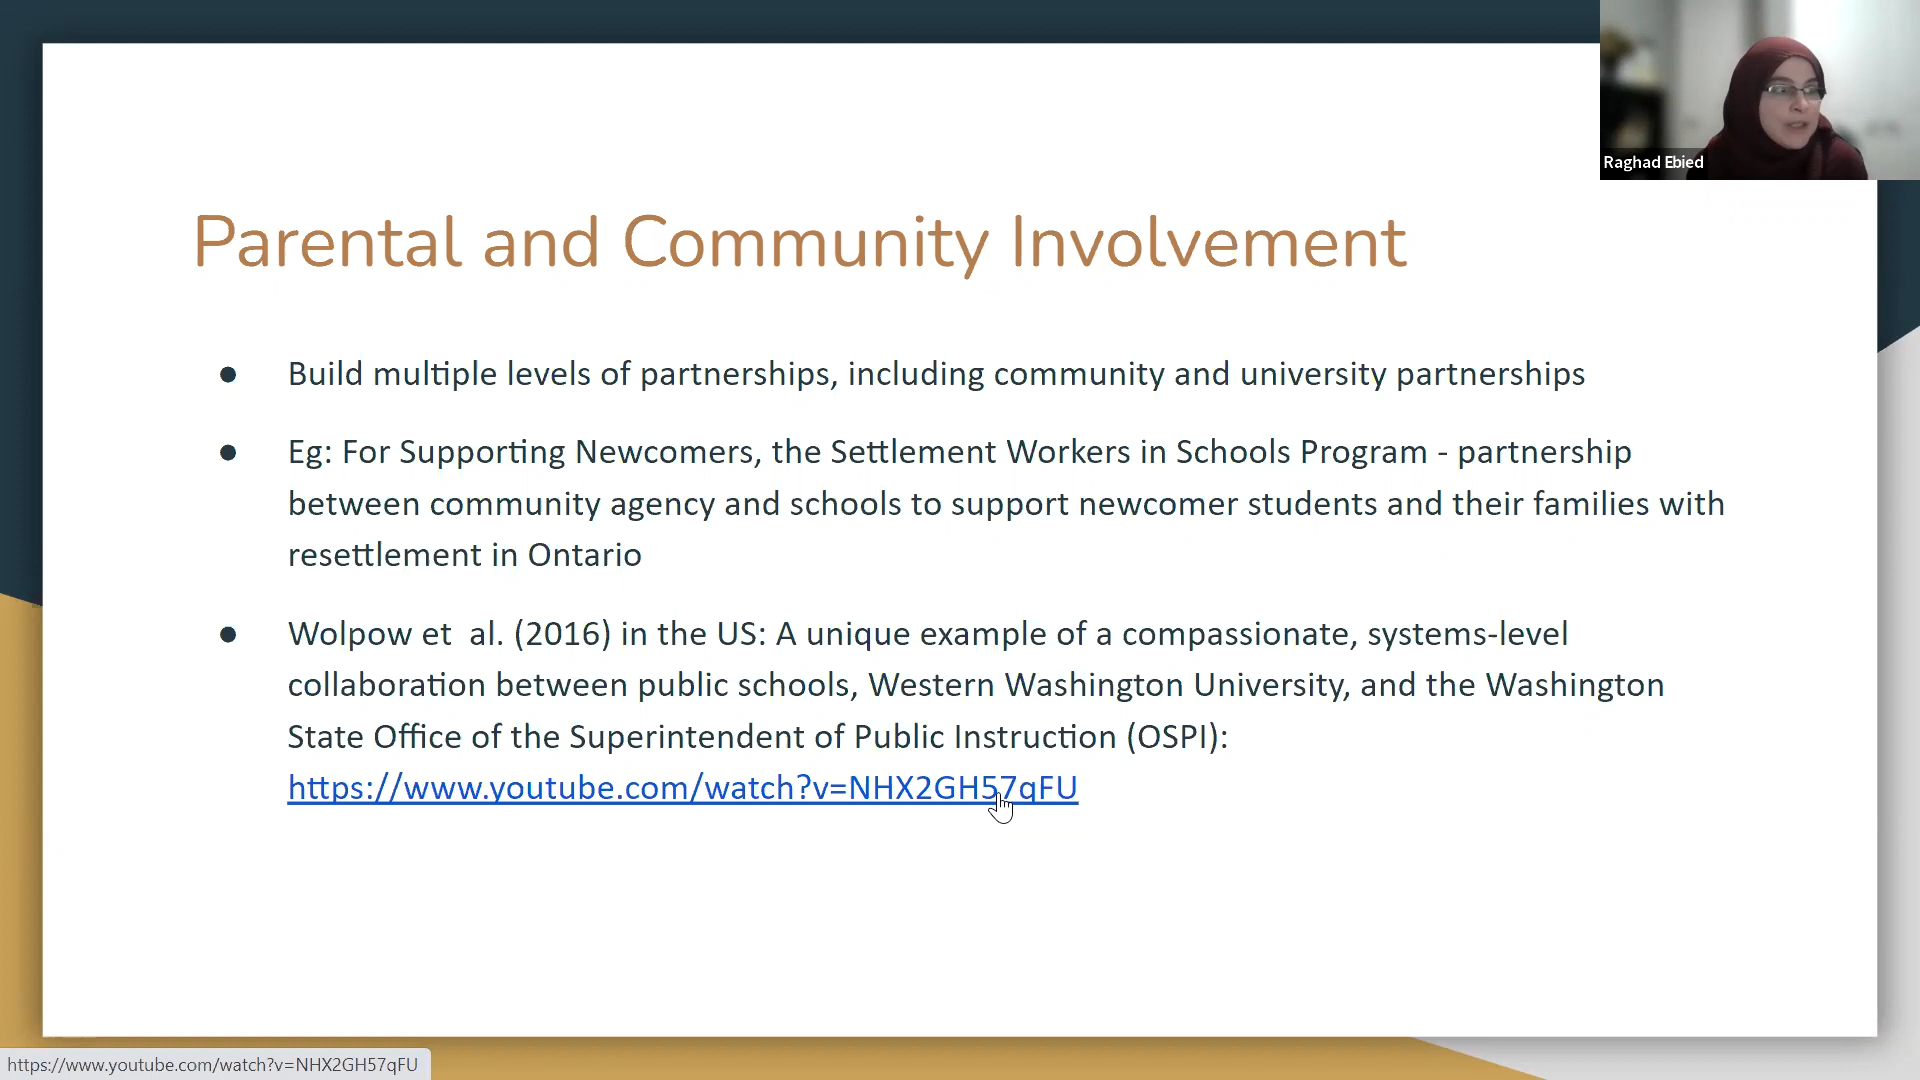 Raghad Ebied
Parental and Community Involvement
● Build multiple levels of partnerships, including community and university partnerships
● Eg: For Supporting Newcomers, the Settlement Workers in Schools Program - partnership
between community agency and schools to support newcomer students and their families with
resettlement in Ontario
● Wolpow et  al. (2016) in the US: A unique example of a compassionate, systems-level
collaboration between public schools, Western Washington University, and the Washington
State Office of the Superintendent of Public Instruction (OSPI):
https://www.youtube.com/watch?v=NHX2GH57qFU
https://www.youtube.com/watch?v=NHX2GH57qFU